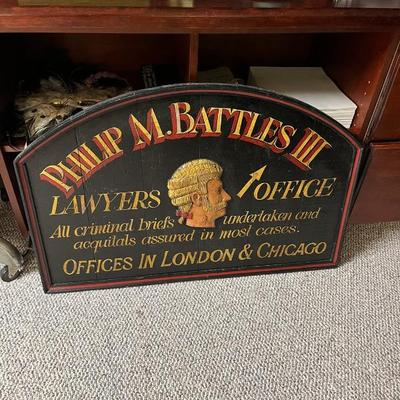 PHILIP M. BATTLES III
LAWYERS OFFICE
All criminal briefs undertaken and
acquitals assured in most cases.
OFFICES IN LONDON & CHICAGO